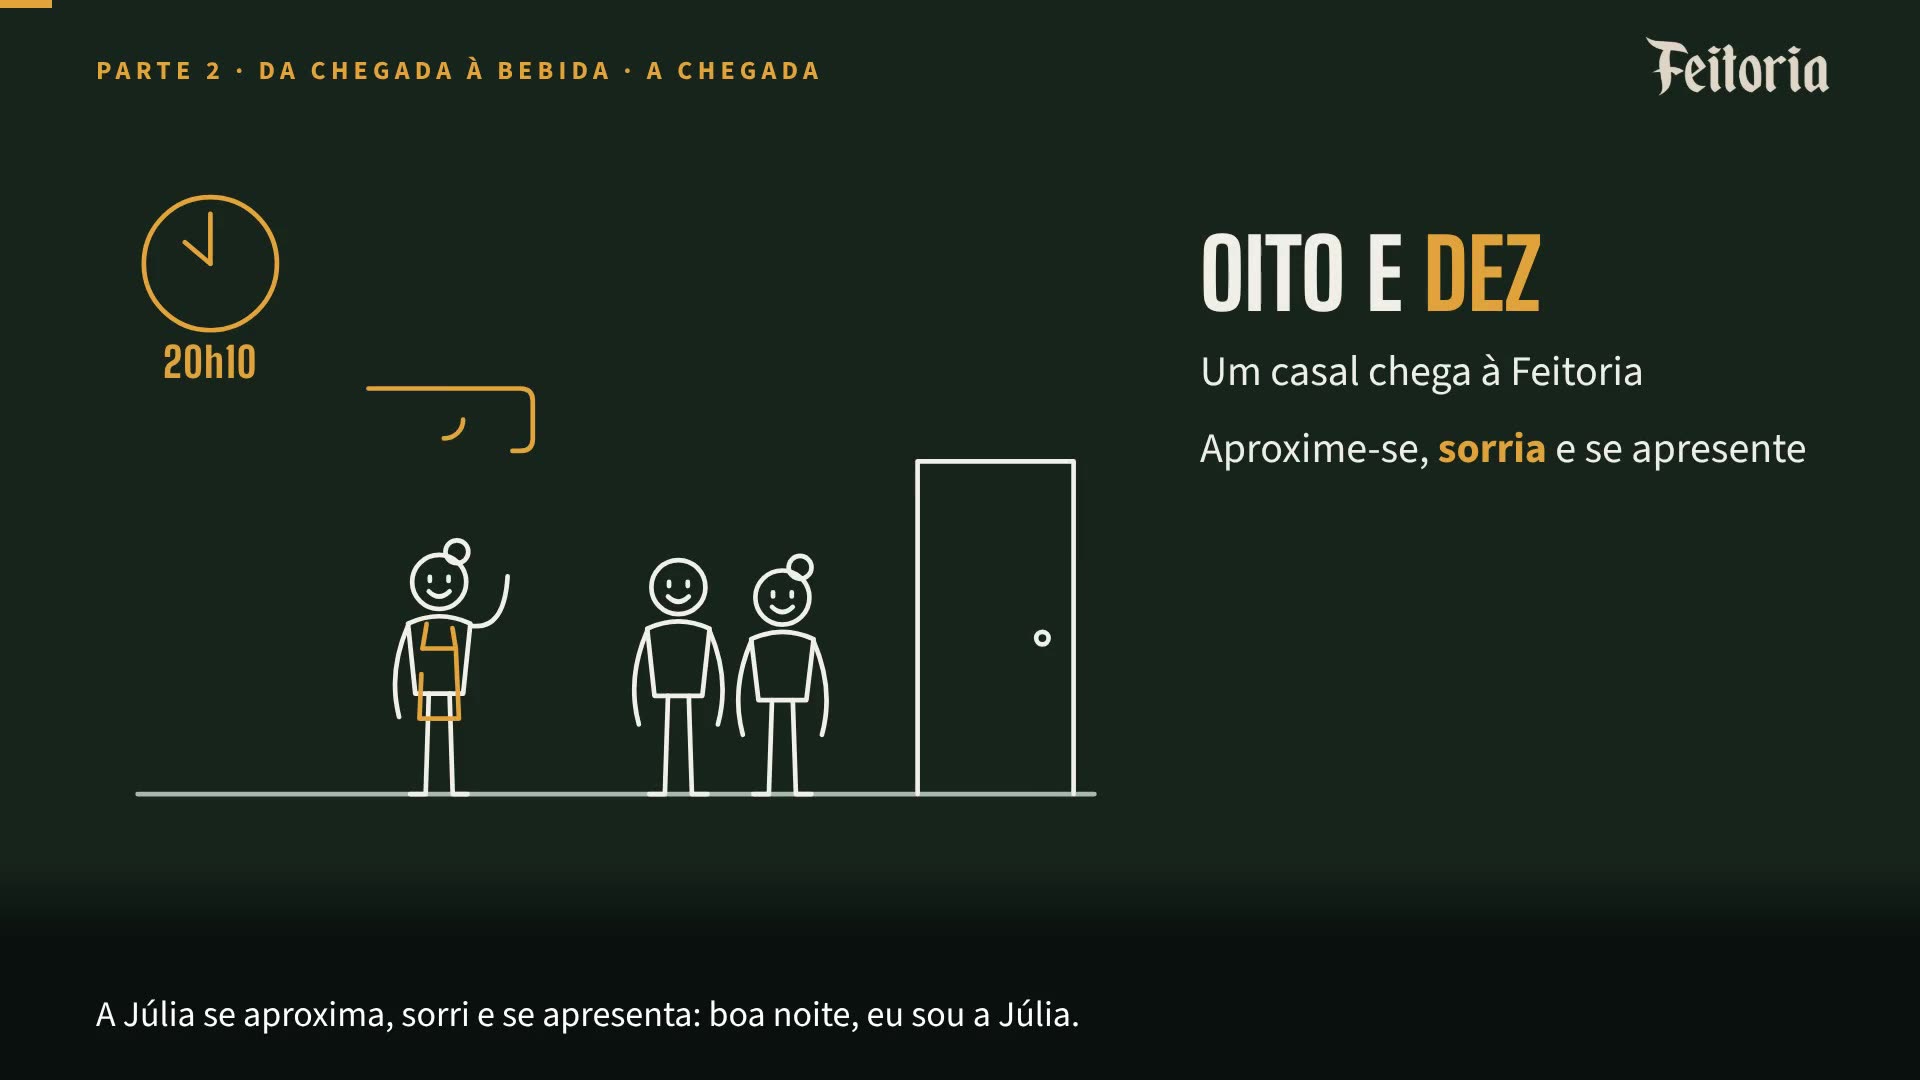 PARTE 2 · DA CHEGADA À BEBIDA · A CHEGADA
Feitoria
20h10
OITO E DEZ
Um casal chega à Feitoria
Aproxime-se, sorria e se apresente
A Júlia se aproxima, sorri e se apresenta: boa noite, eu sou a Júlia.